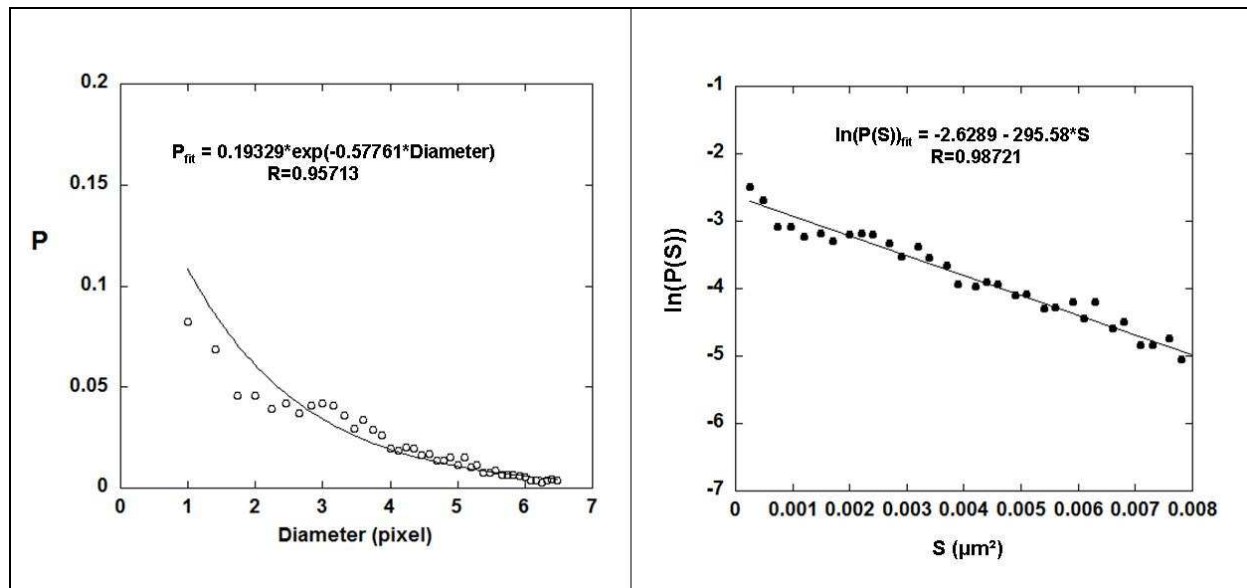 0.2
0.15
0.1
0.05
0
P
P_fit = 0.19329*exp(-0.57761*Diameter)
R=0.95713
0 1 2 3 4 5 6 7
Diameter (pixel)
-1
-2
-3
-4
-5
-6
-7
ln(P(S))
ln(P(S))_fit = -2.6289 - 295.58*S
R=0.98721
0 0.001 0.002 0.003 0.004 0.005 0.006 0.007 0.008
S (µm²)